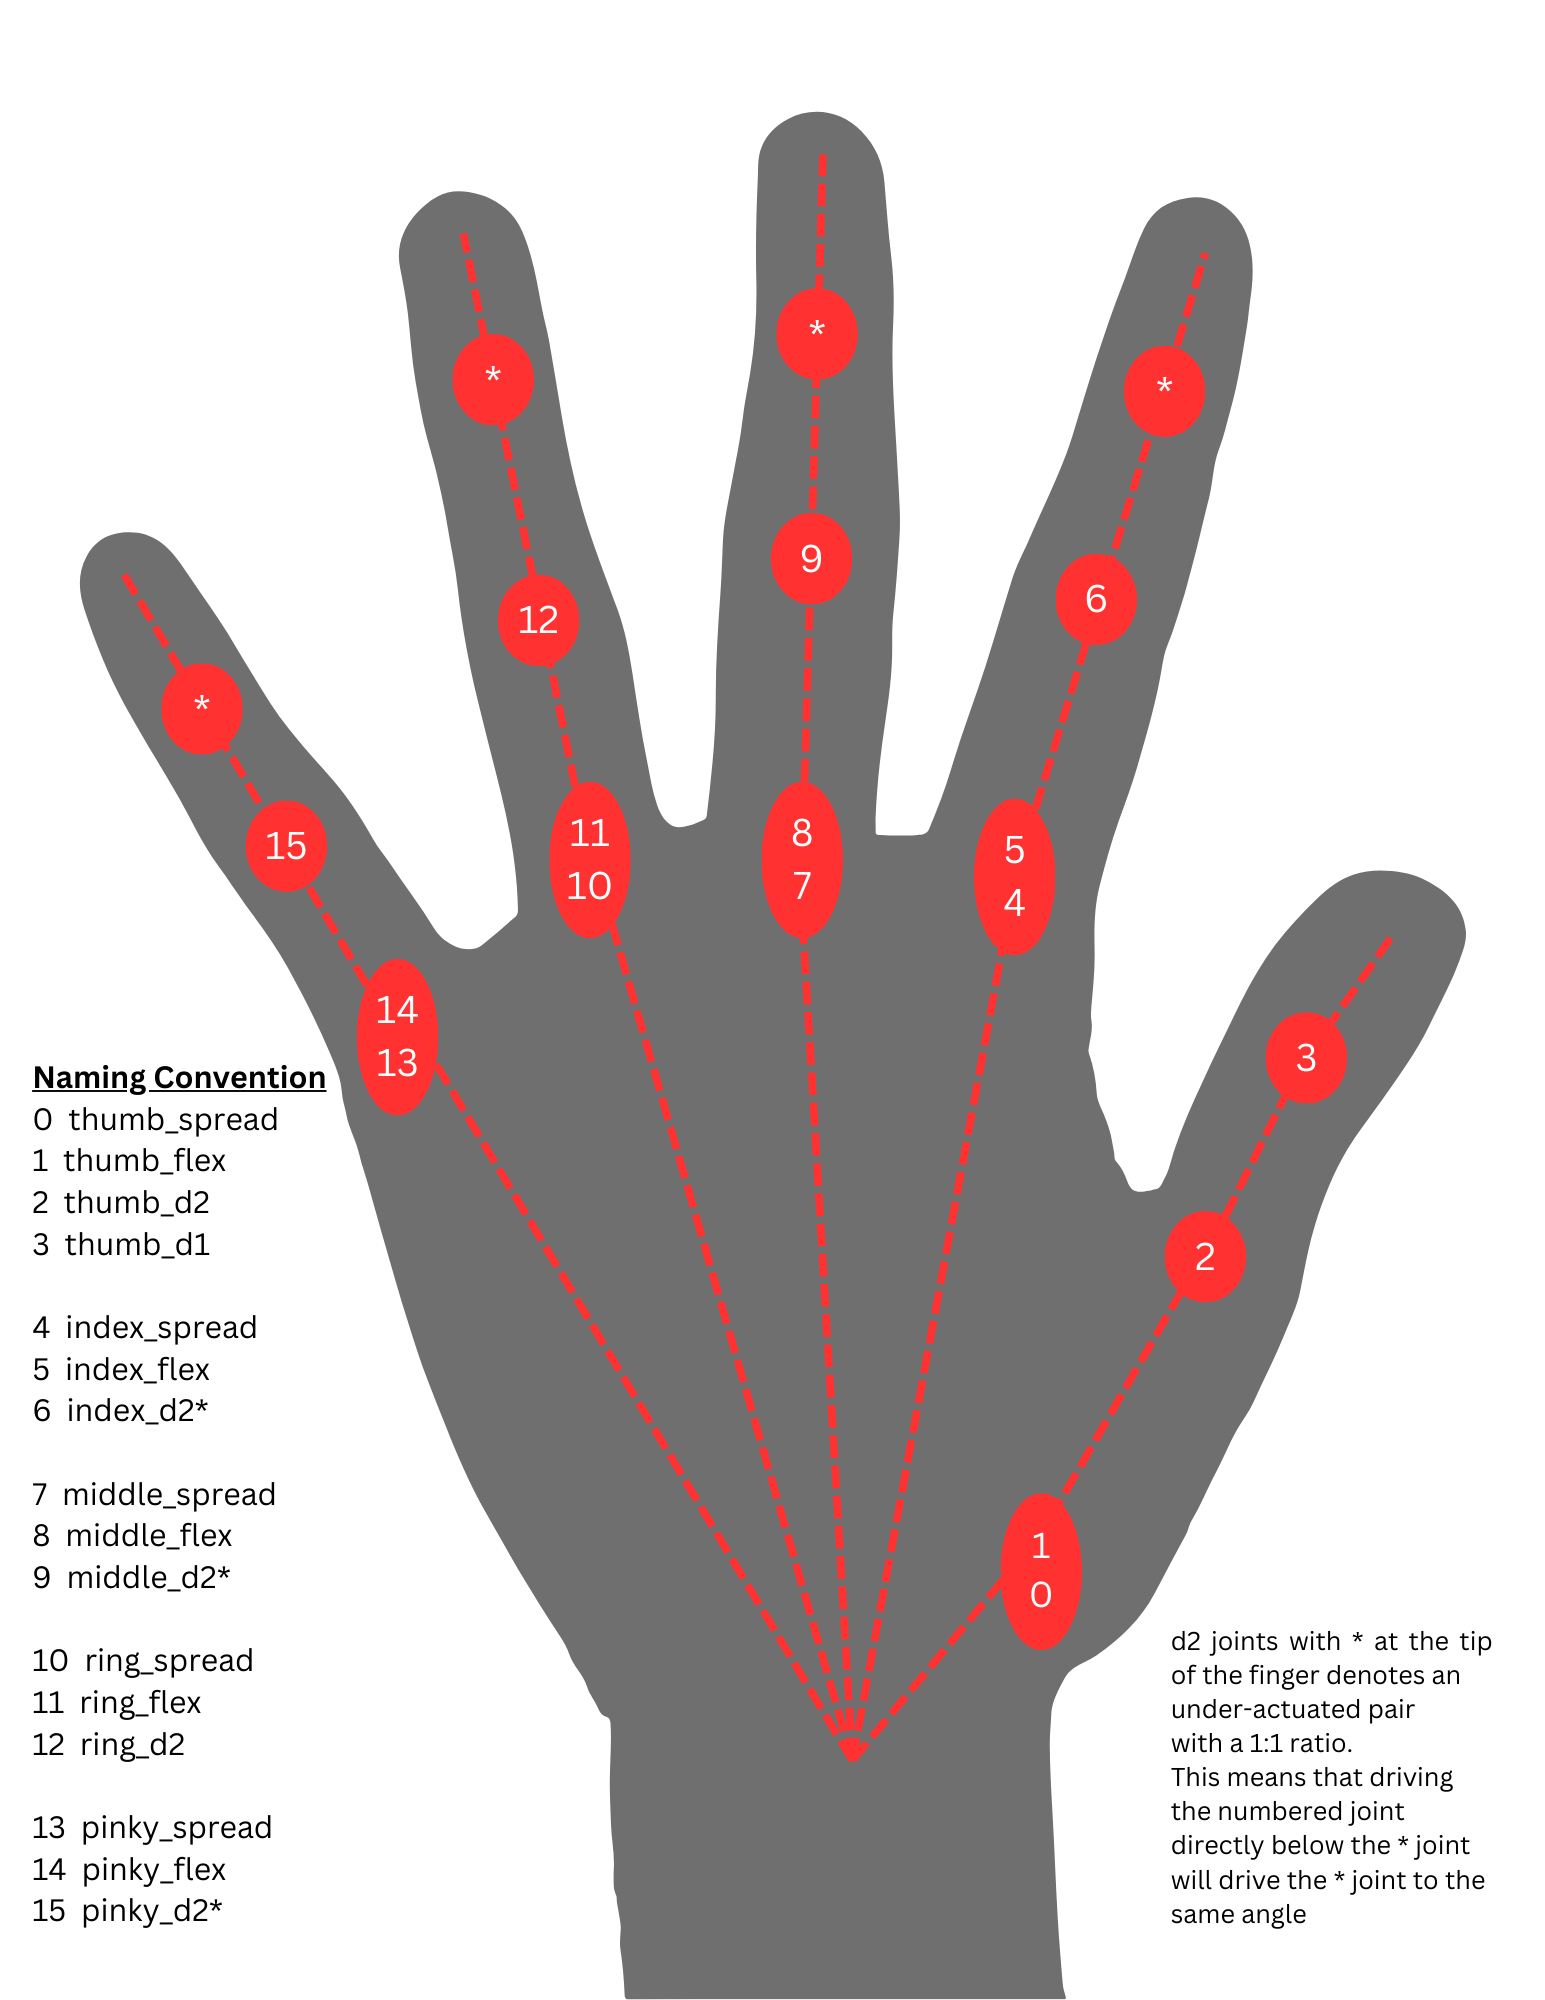 *
*
*
*
9
6
12
15
8
7
11
10
5
4
14
13
3
2
1
0
Naming Convention
0 thumb_spread
1 thumb_flex
2 thumb_d2
3 thumb_d1
4 index_spread
5 index_flex
6 index_d2*
7 middle_spread
8 middle_flex
9 middle_d2*
10 ring_spread
11 ring_flex
12 ring_d2
13 pinky_spread
14 pinky_flex
15 pinky_d2*
d2 joints with * at the tip
of the finger denotes an
under-actuated pair
with a 1:1 ratio.
This means that driving
the numbered joint
directly below the * joint
will drive the * joint to the
same angle